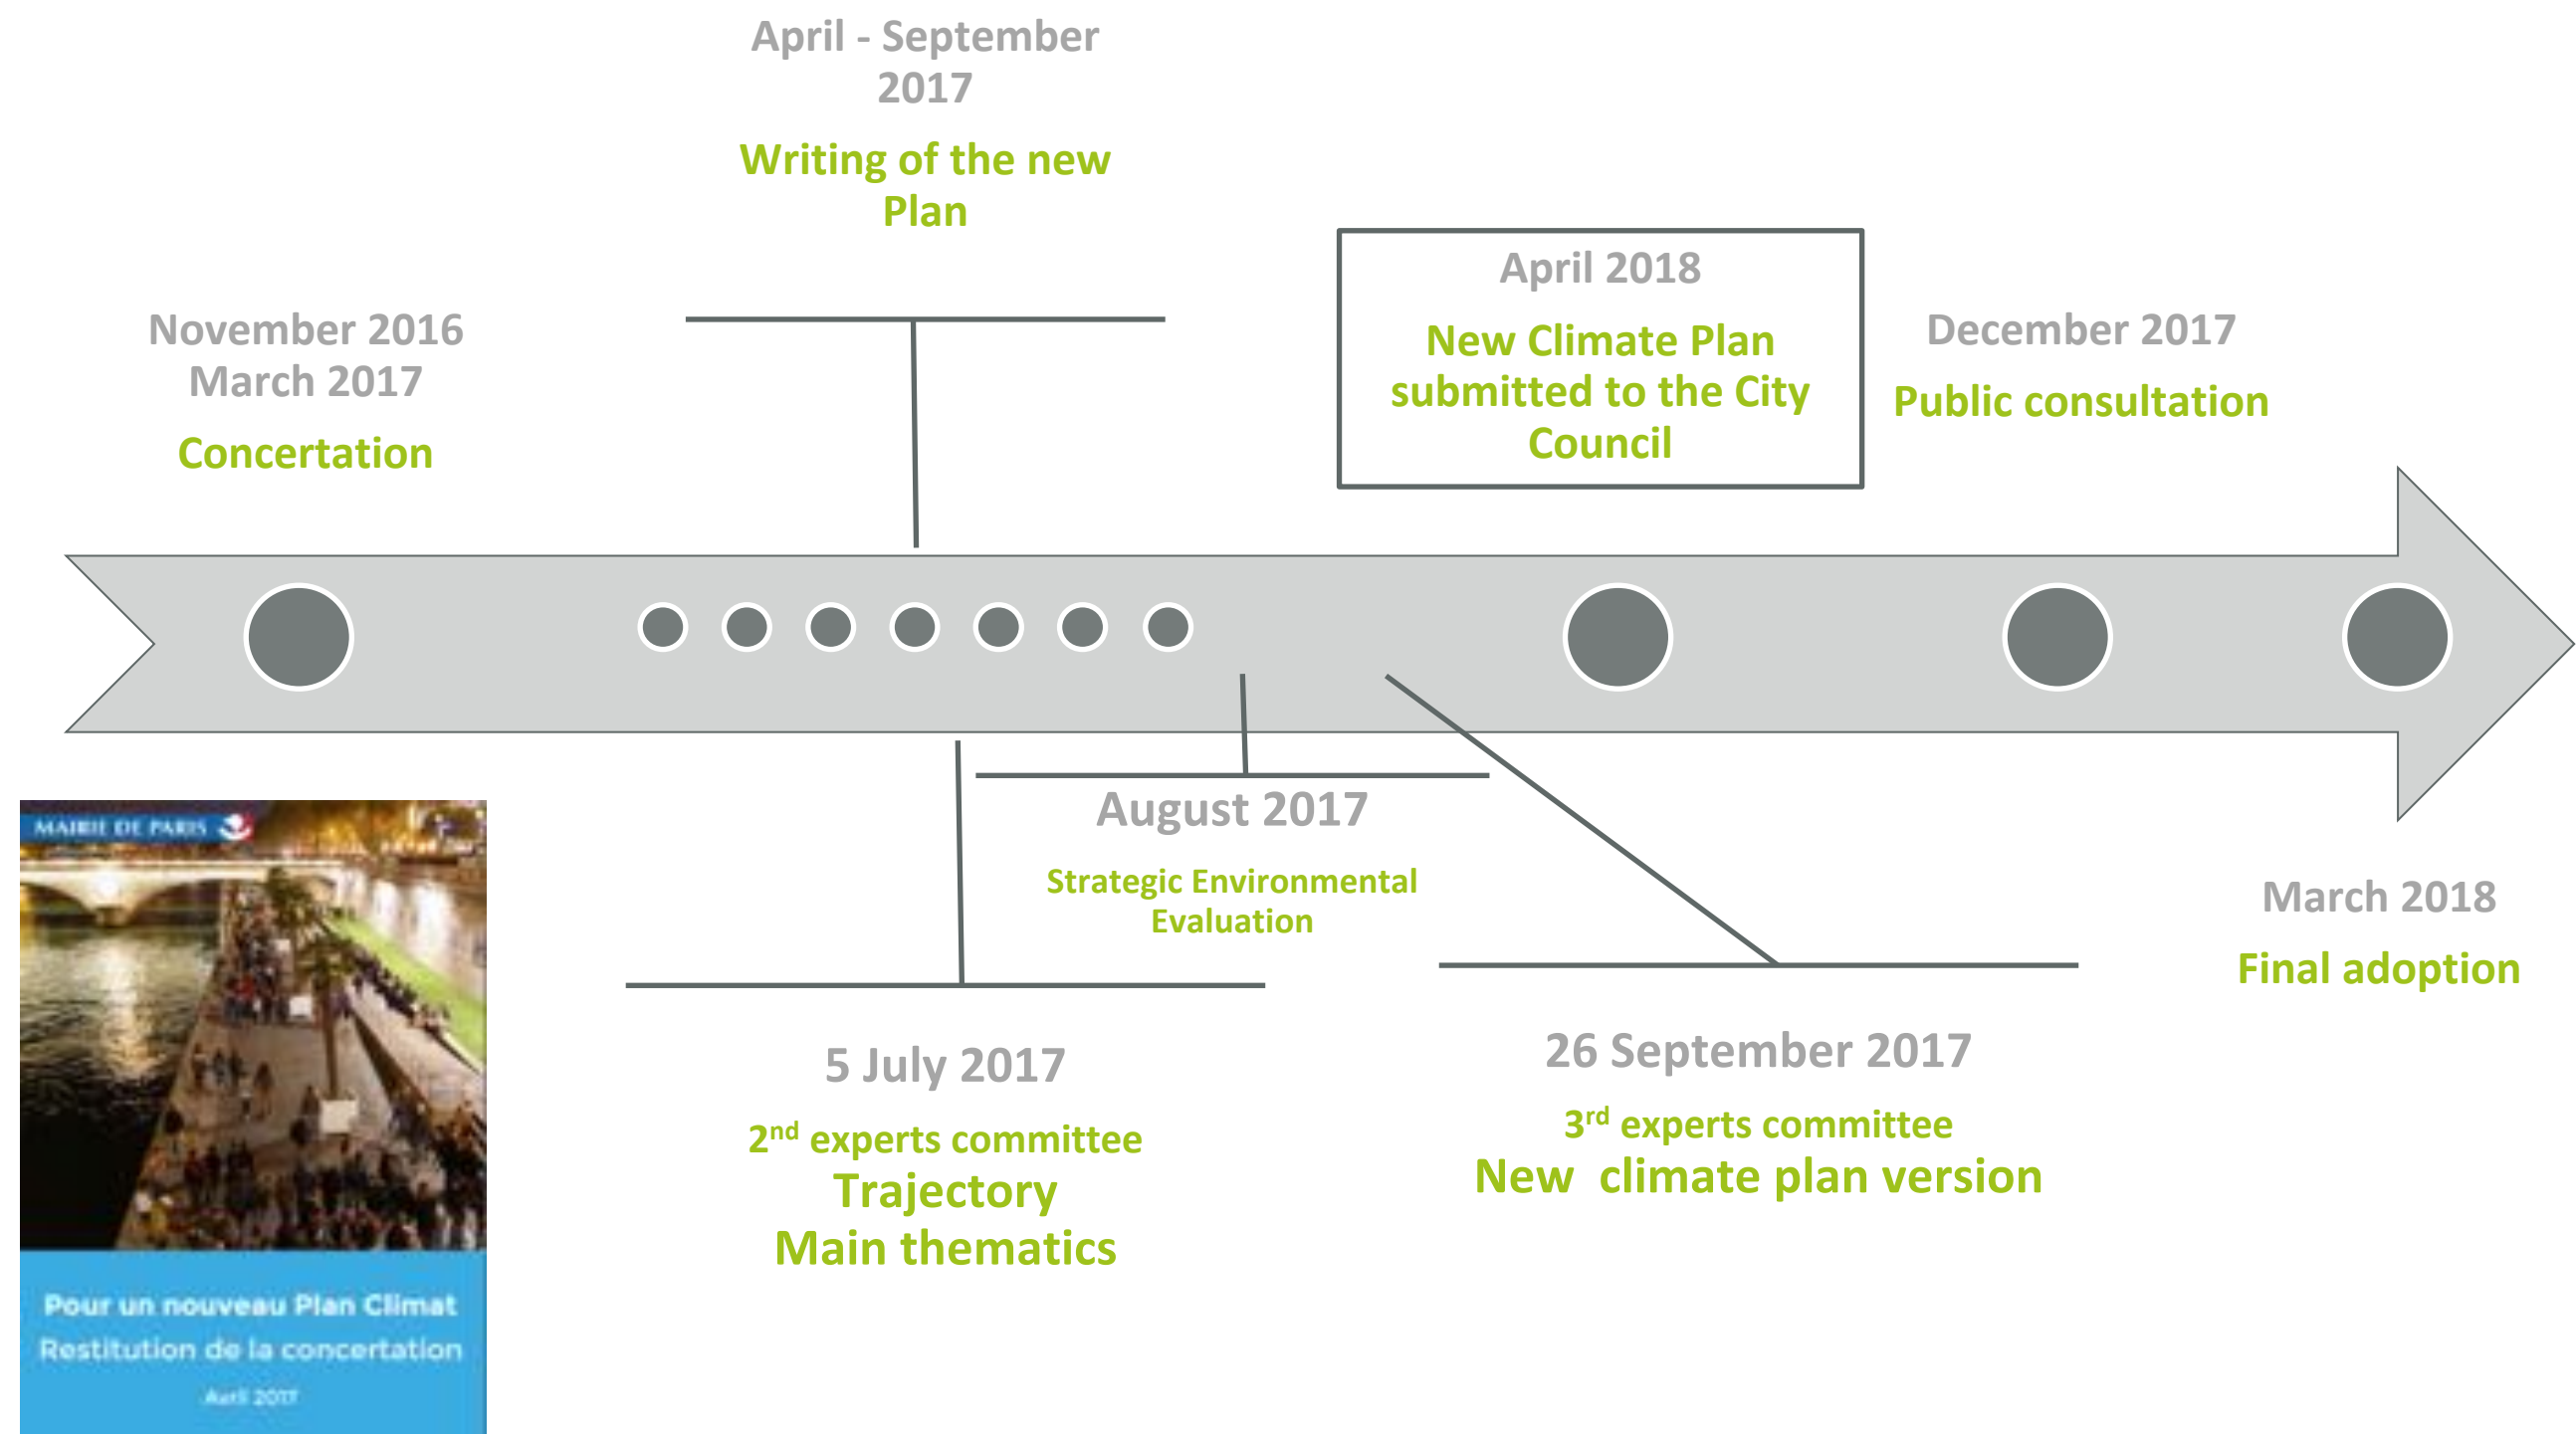 April - September
2017
Writing of the new
Plan
November 2016
March 2017
Concertation
April 2018
New Climate Plan
submitted to the City
Council
December 2017
Public consultation
August 2017
Strategic Environmental
Evaluation
5 July 2017
2nd experts committee
Trajectory
Main thematics
26 September 2017
3rd experts committee
New  climate plan version
March 2018
Final adoption
MAIRIE DE PARIS
Pour un nouveau Plan Climat
Restitution de la concertation
Avril 2017